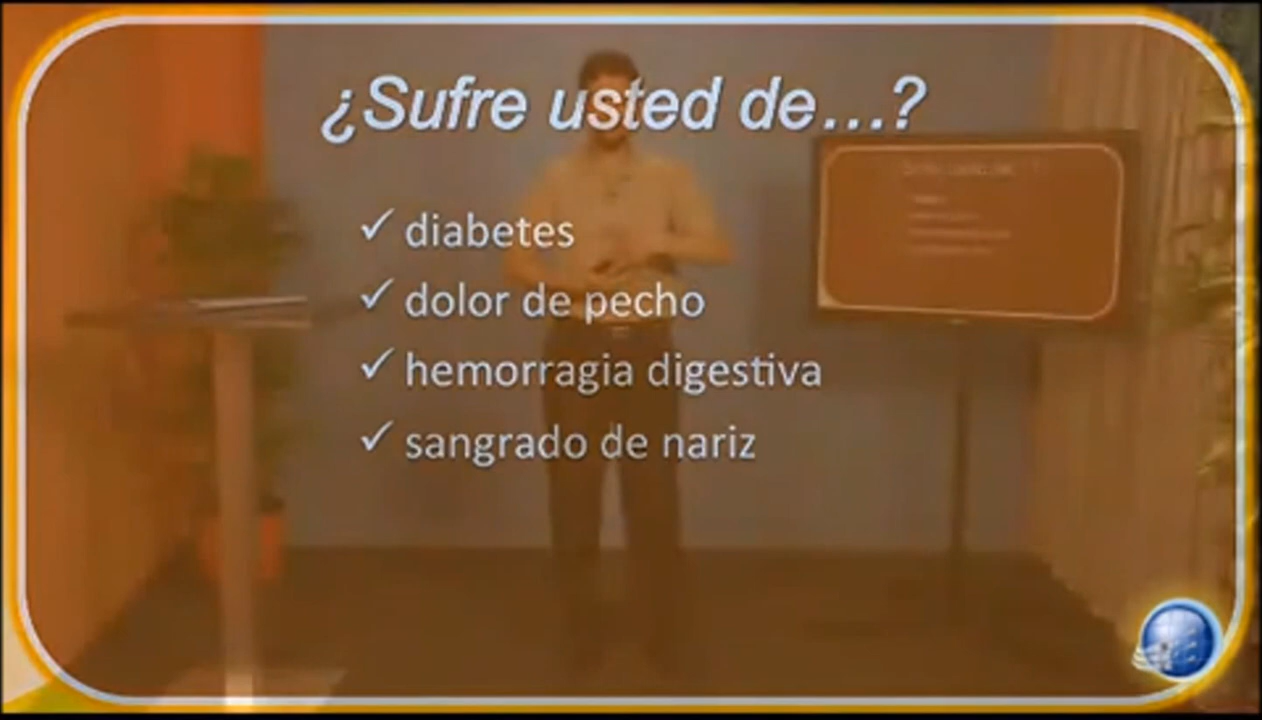 ¿Sufre usted de...?
✓ diabetes
✓ dolor de pecho
✓ hemorragia digestiva
✓ sangrado de nariz